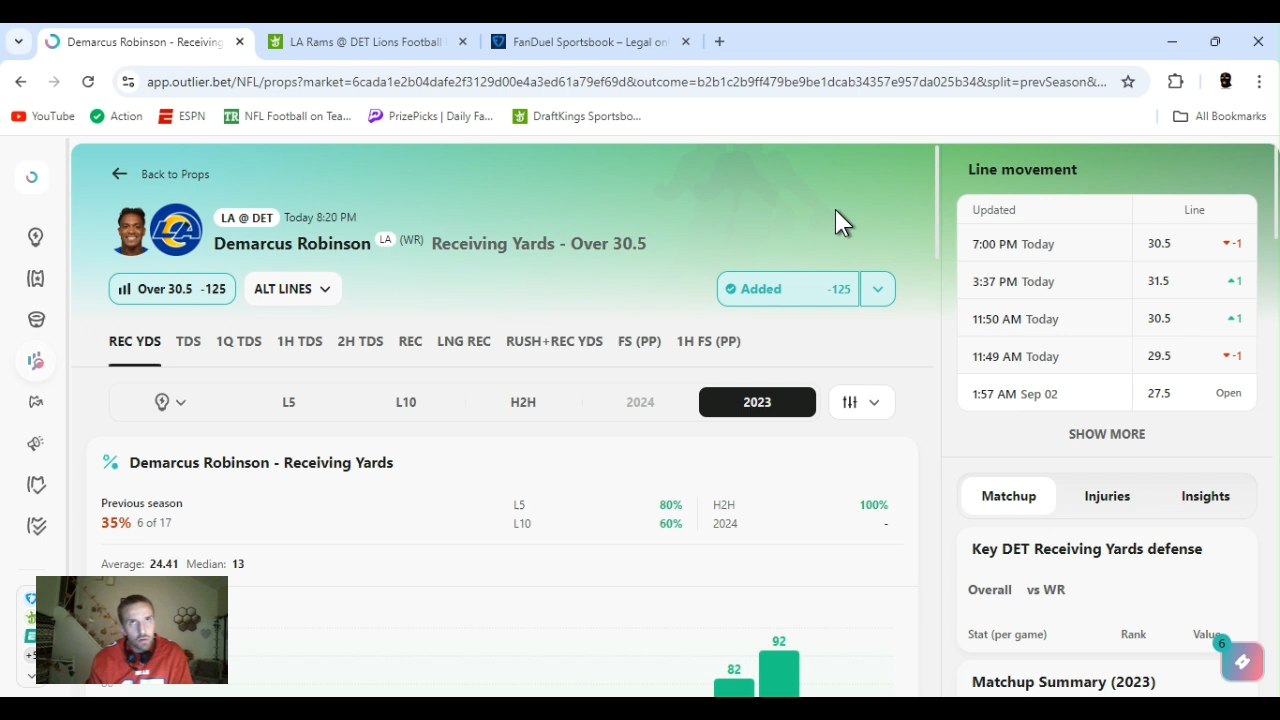 Demarcus Robinson - Receiving
LA Rams @ DET Lions Football
FanDuel Sportsbook – Legal on
app.outlier.bet/NFL/props?market=6cada1e2b04dafe2f3129d00e4a3ed61a79ef69d&outcome=b2b1c2b9ff479be9be1dcab34357e957da025b34&split=prevSeason&...
YouTube
Action
ESPN
NFL Football on Tea...
PrizePicks | Daily Fa...
DraftKings Sportsbo...
All Bookmarks
Back to Props
LA @ DET Today 8:20 PM
Demarcus Robinson LA (WR) Receiving Yards - Over 30.5
Over 30.5 -125
ALT LINES
Added -125
REC YDS TDS 1Q TDS 1H TDS 2H TDS REC LNG REC RUSH+REC YDS FS (PP) 1H FS (PP)
L5 L10 H2H 2024 2023
Demarcus Robinson - Receiving Yards
Previous season
35% 6 of 17
L5 80% H2H 100%
L10 60% 2024 -
Average: 24.41 Median: 13
92
82
Line movement
Updated Line
7:00 PM Today 30.5 -1
3:37 PM Today 31.5 1
11:50 AM Today 30.5 1
11:49 AM Today 29.5 -1
1:57 AM Sep 02 27.5 Open
SHOW MORE
Matchup Injuries Insights
Key DET Receiving Yards defense
Overall vs WR
Stat (per game) Rank Value
6
Matchup Summary (2023)